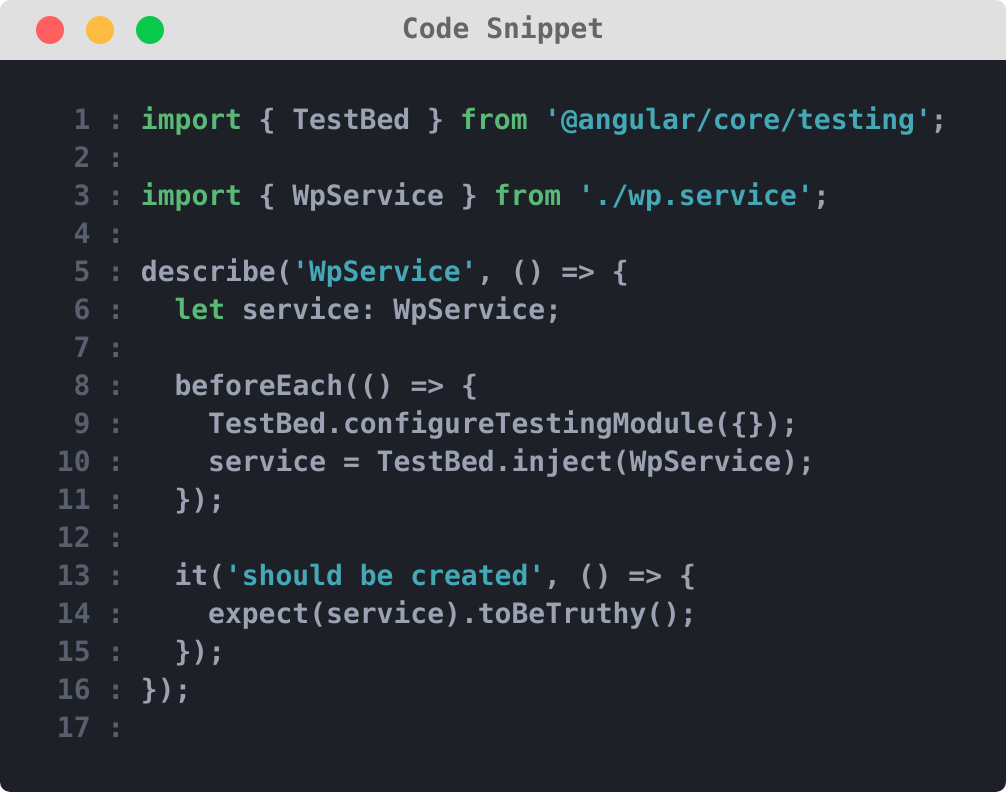 Code Snippet
1 : import { TestBed } from '@angular/core/testing';
2 :
3 : import { WpService } from './wp.service';
4 :
5 : describe('WpService', () => {
6 :   let service: WpService;
7 :
8 :   beforeEach(() => {
9 :     TestBed.configureTestingModule({});
10 :     service = TestBed.inject(WpService);
11 :   });
12 :
13 :   it('should be created', () => {
14 :     expect(service).toBeTruthy();
15 :   });
16 : });
17 :